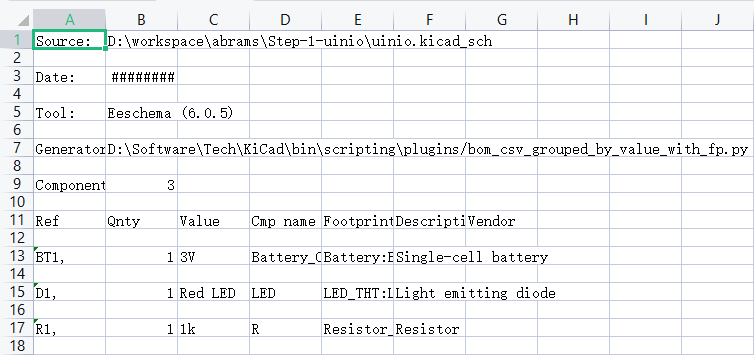 A B C D E F G H I J
1 Source: D:\workspace\abrams\Step-1-uinio\uinio.kicad_sch
2
3 Date: ########
4
5 Tool: Eeschema (6.0.5)
6
7 Generator D:\Software\Tech\KiCad\bin\scripting\plugins/bom_csv_grouped_by_value_with_fp.py
8
9 Component 3
10
11 Ref Qnty Value Cmp name Footprint Descripti Vendor
12
13 BT1, 1 3V Battery_C Battery:B Single-cell battery
14
15 D1, 1 Red LED LED LED_THT:L Light emitting diode
16
17 R1, 1 1k R Resistor_ Resistor
18